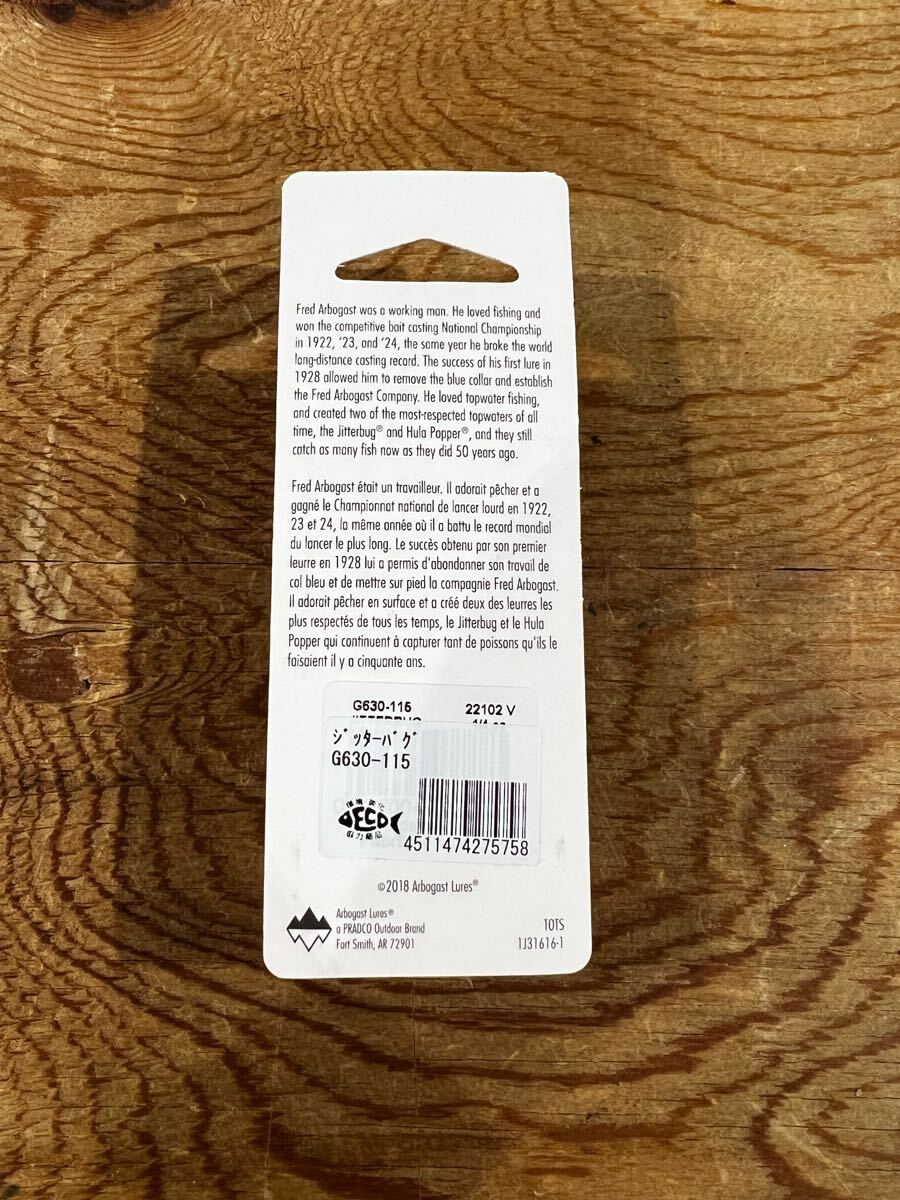 Fred Arbogast was a working man. He loved fishing and
won the competitive bait casting National Championship
in 1922, ‘23, and ‘24, the same year he broke the world
long-distance casting record. The success of his first lure in
1928 allowed him to remove the blue collar and establish
the Fred Arbogast Company. He loved topwater fishing,
and created two of the most-respected topwaters of all
time, the Jitterbug® and Hula Popper®, and they still
catch as many fish now as they did 50 years ago.
Fred Arbogast était un travailleur. Il adorait pêcher et a
gagné le Championnat national de lancer lourd en 1922,
23 et 24, la même année où il a battu le record mondial
du lancer le plus long. Le succès obtenu par son premier
leurre en 1928 lui a permis d'abondonner son travail de
col bleu et de mettre sur pied la compagnie Fred Arbogast.
Il adorait pêcher en surface et a créé deux des leurres les
plus respectés de tous les temps, le Jitterbug et le Hula
Popper qui continuent à capturer tant de poissons qu'ils le
faisaient il y a cinquante ans.
G630-115 22102 V
ｼﾞｯﾀｰﾊﾞｸﾞ
G630-115
ECO
4511474275758
©2018 Arbogast Lures®
Arbogast Lures®
a PRADCO Outdoor Brand
Fort Smith, AR 72901
TOTS
1J31616-1